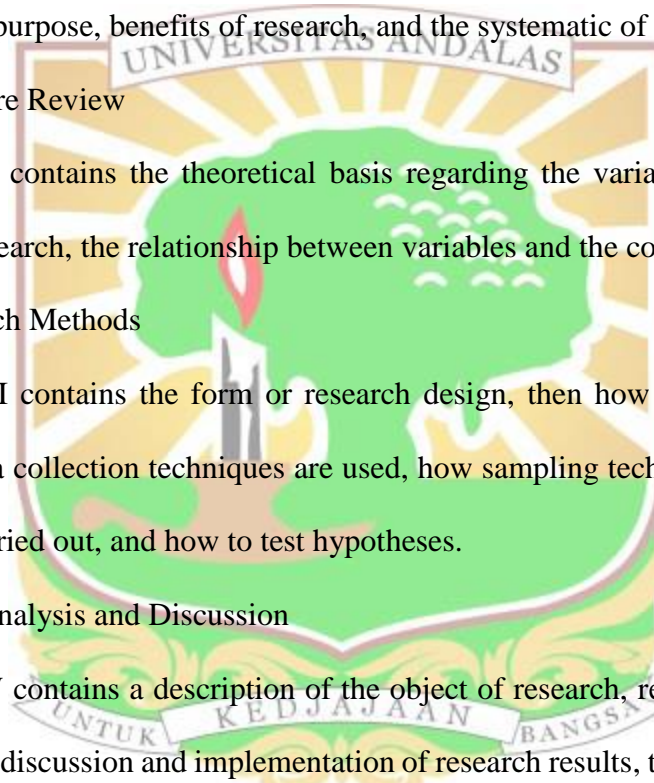 purpose, benefits of research, and the systematic of
UNIVERSITAS ANDALAS
re Review
contains the theoretical basis regarding the varia
earch, the relationship between variables and the co
ch Methods
I contains the form or research design, then how
a collection techniques are used, how sampling tech
ried out, and how to test hypotheses.
nalysis and Discussion
V contains a description of the object of research, re
UNTUK KEDJAJAAN BANGSA
discussion and implementation of research results, t